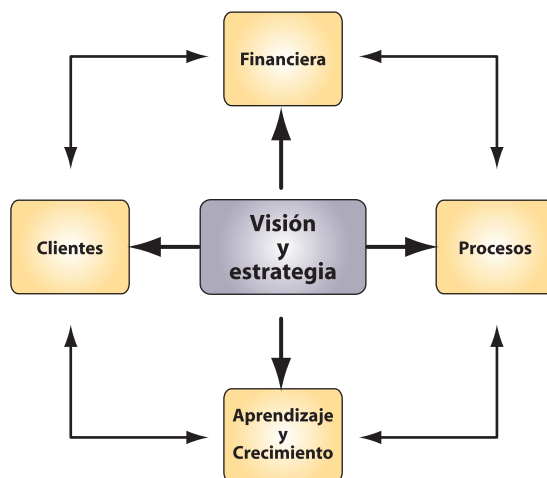 Financiera
Clientes
Visión
y
estrategia
Procesos
Aprendizaje
y
Crecimiento